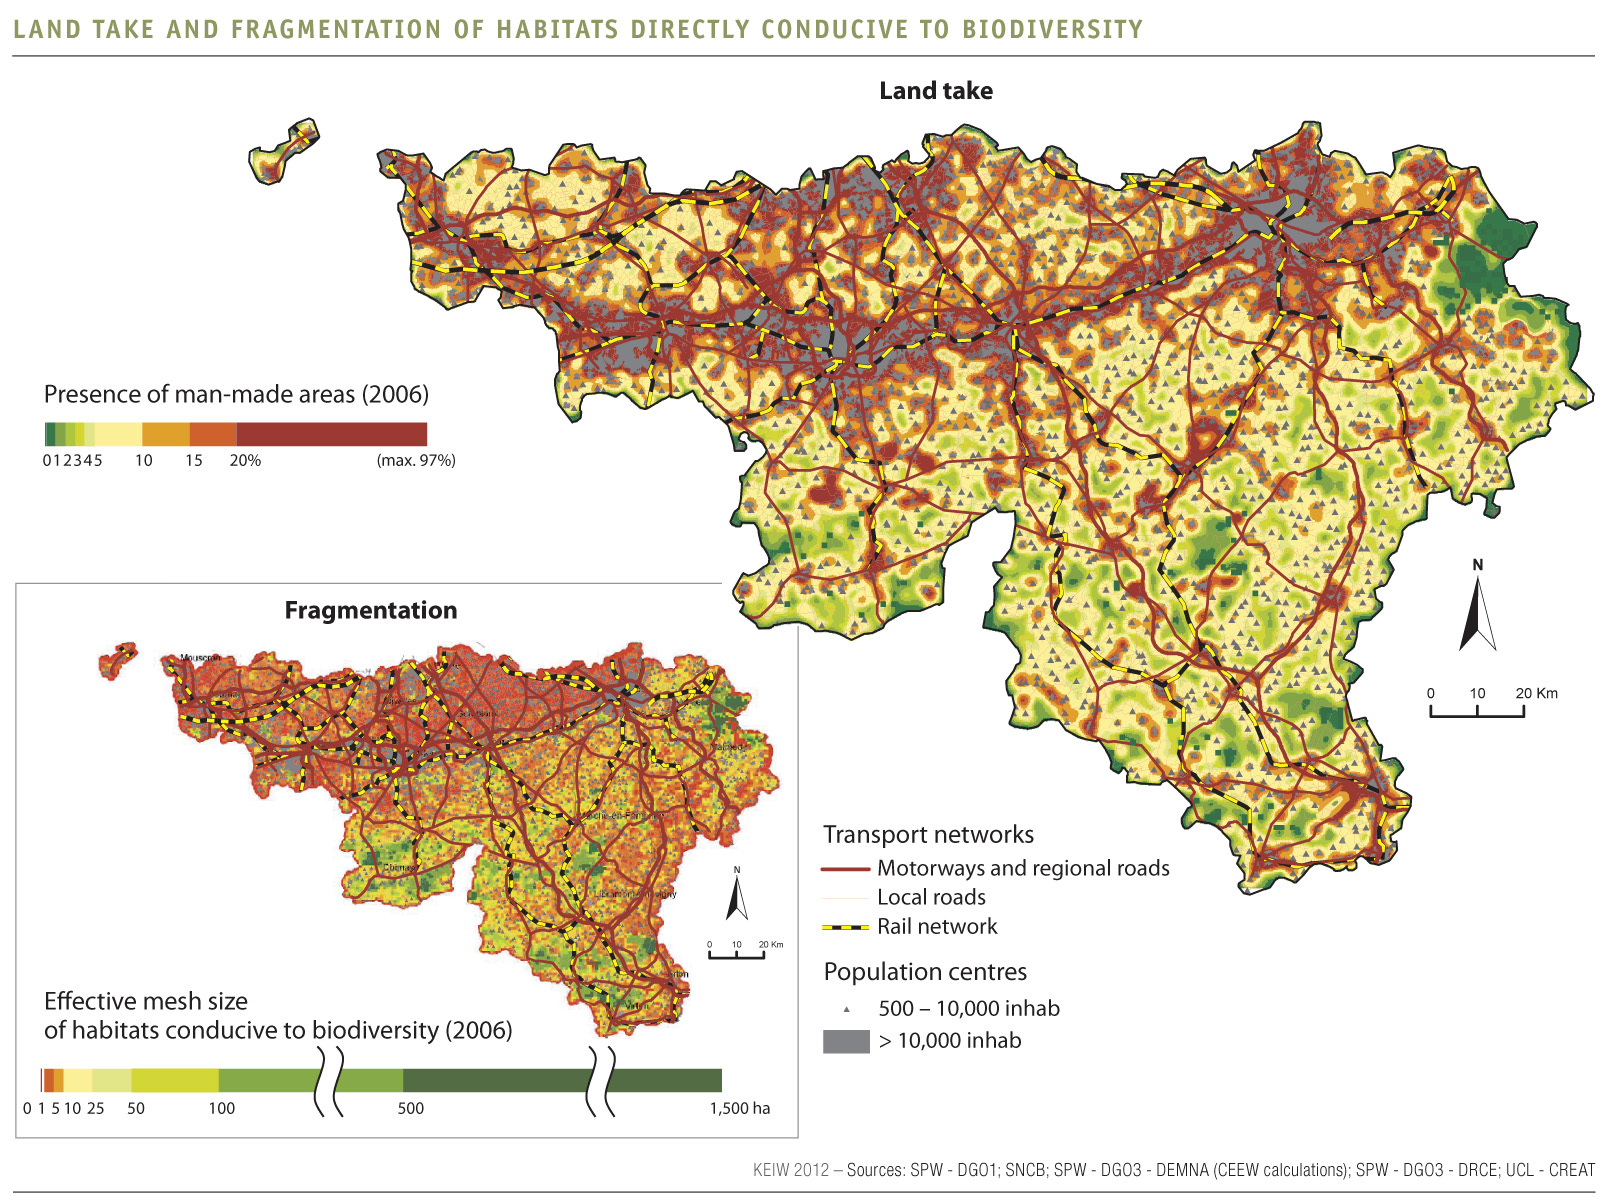 LAND TAKE AND FRAGMENTATION OF HABITATS DIRECTLY CONDUCIVE TO BIODIVERSITY
Land take
Presence of man-made areas (2006)
0 1 2 3 4 5 10 15 20% (max. 97%)
N
0 10 20 Km
Fragmentation
Mouscron
Chimay
N
0 10 20 Km
Effective mesh size
of habitats conducive to biodiversity (2006)
0 1 5 10 25 50 100 500 1,500 ha
Transport networks
Motorways and regional roads
Local roads
Rail network
Population centres
500 – 10,000 inhab
> 10,000 inhab
KEIW 2012 – Sources: SPW - DGO1; SNCB; SPW - DGO3 - DEMNA (CEEW calculations); SPW - DGO3 - DRCE; UCL - CREAT